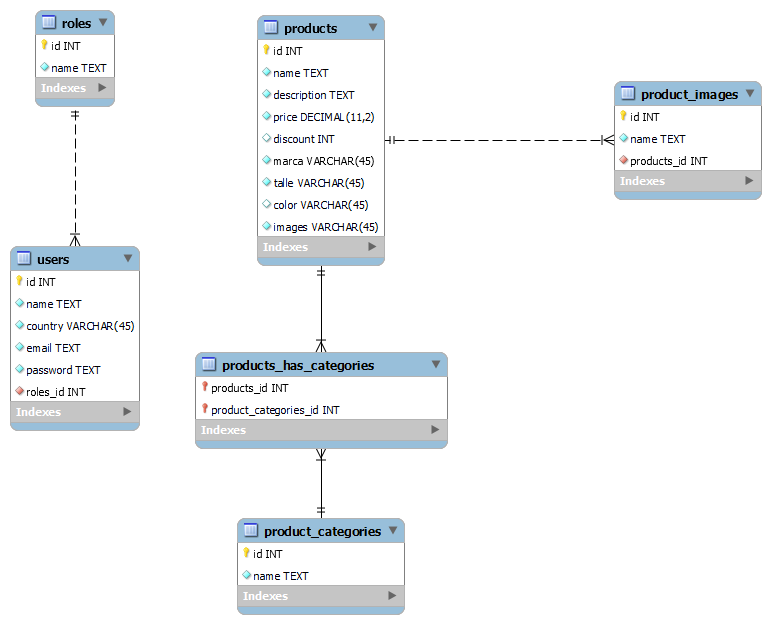 roles
id INT
name TEXT
Indexes
products
id INT
name TEXT
description TEXT
price DECIMAL(11,2)
discount INT
marca VARCHAR(45)
talle VARCHAR(45)
color VARCHAR(45)
images VARCHAR(45)
Indexes
product_images
id INT
name TEXT
products_id INT
Indexes
users
id INT
name TEXT
country VARCHAR(45)
email TEXT
password TEXT
roles_id INT
Indexes
products_has_categories
products_id INT
product_categories_id INT
Indexes
product_categories
id INT
name TEXT
Indexes